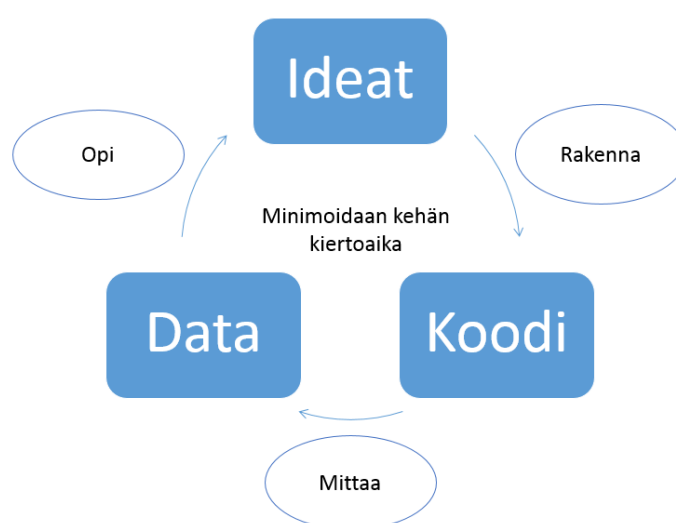 Ideat
Opi
Rakenna
Minimoidaan kehän
kiertoaika
Data
Koodi
Mittaa